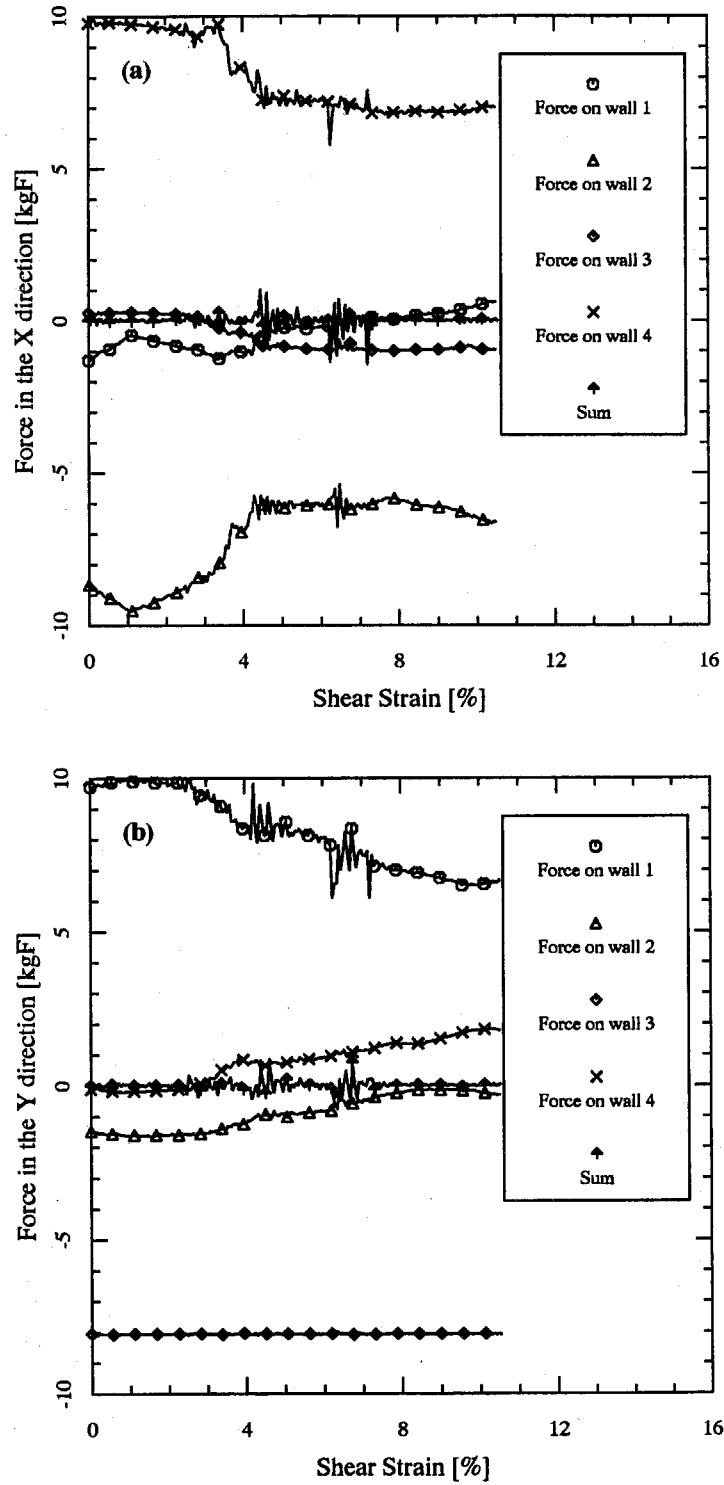 (a)
10
5
0
-5
-10
Force in the X direction [kgF]
0
4
8
12
16
Shear Strain [%]
Force on wall 1
Force on wall 2
Force on wall 3
Force on wall 4
Sum
(b)
10
5
0
-5
-10
Force in the Y direction [kgF]
0
4
8
12
16
Shear Strain [%]
Force on wall 1
Force on wall 2
Force on wall 3
Force on wall 4
Sum